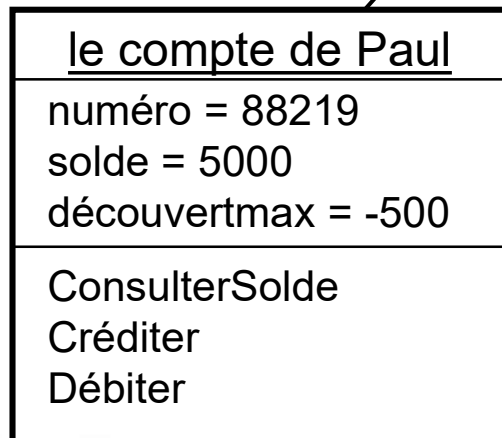 le compte de Paul
numéro = 88219
solde = 5000
découvertmax = -500
ConsulterSolde
Créditer
Débiter